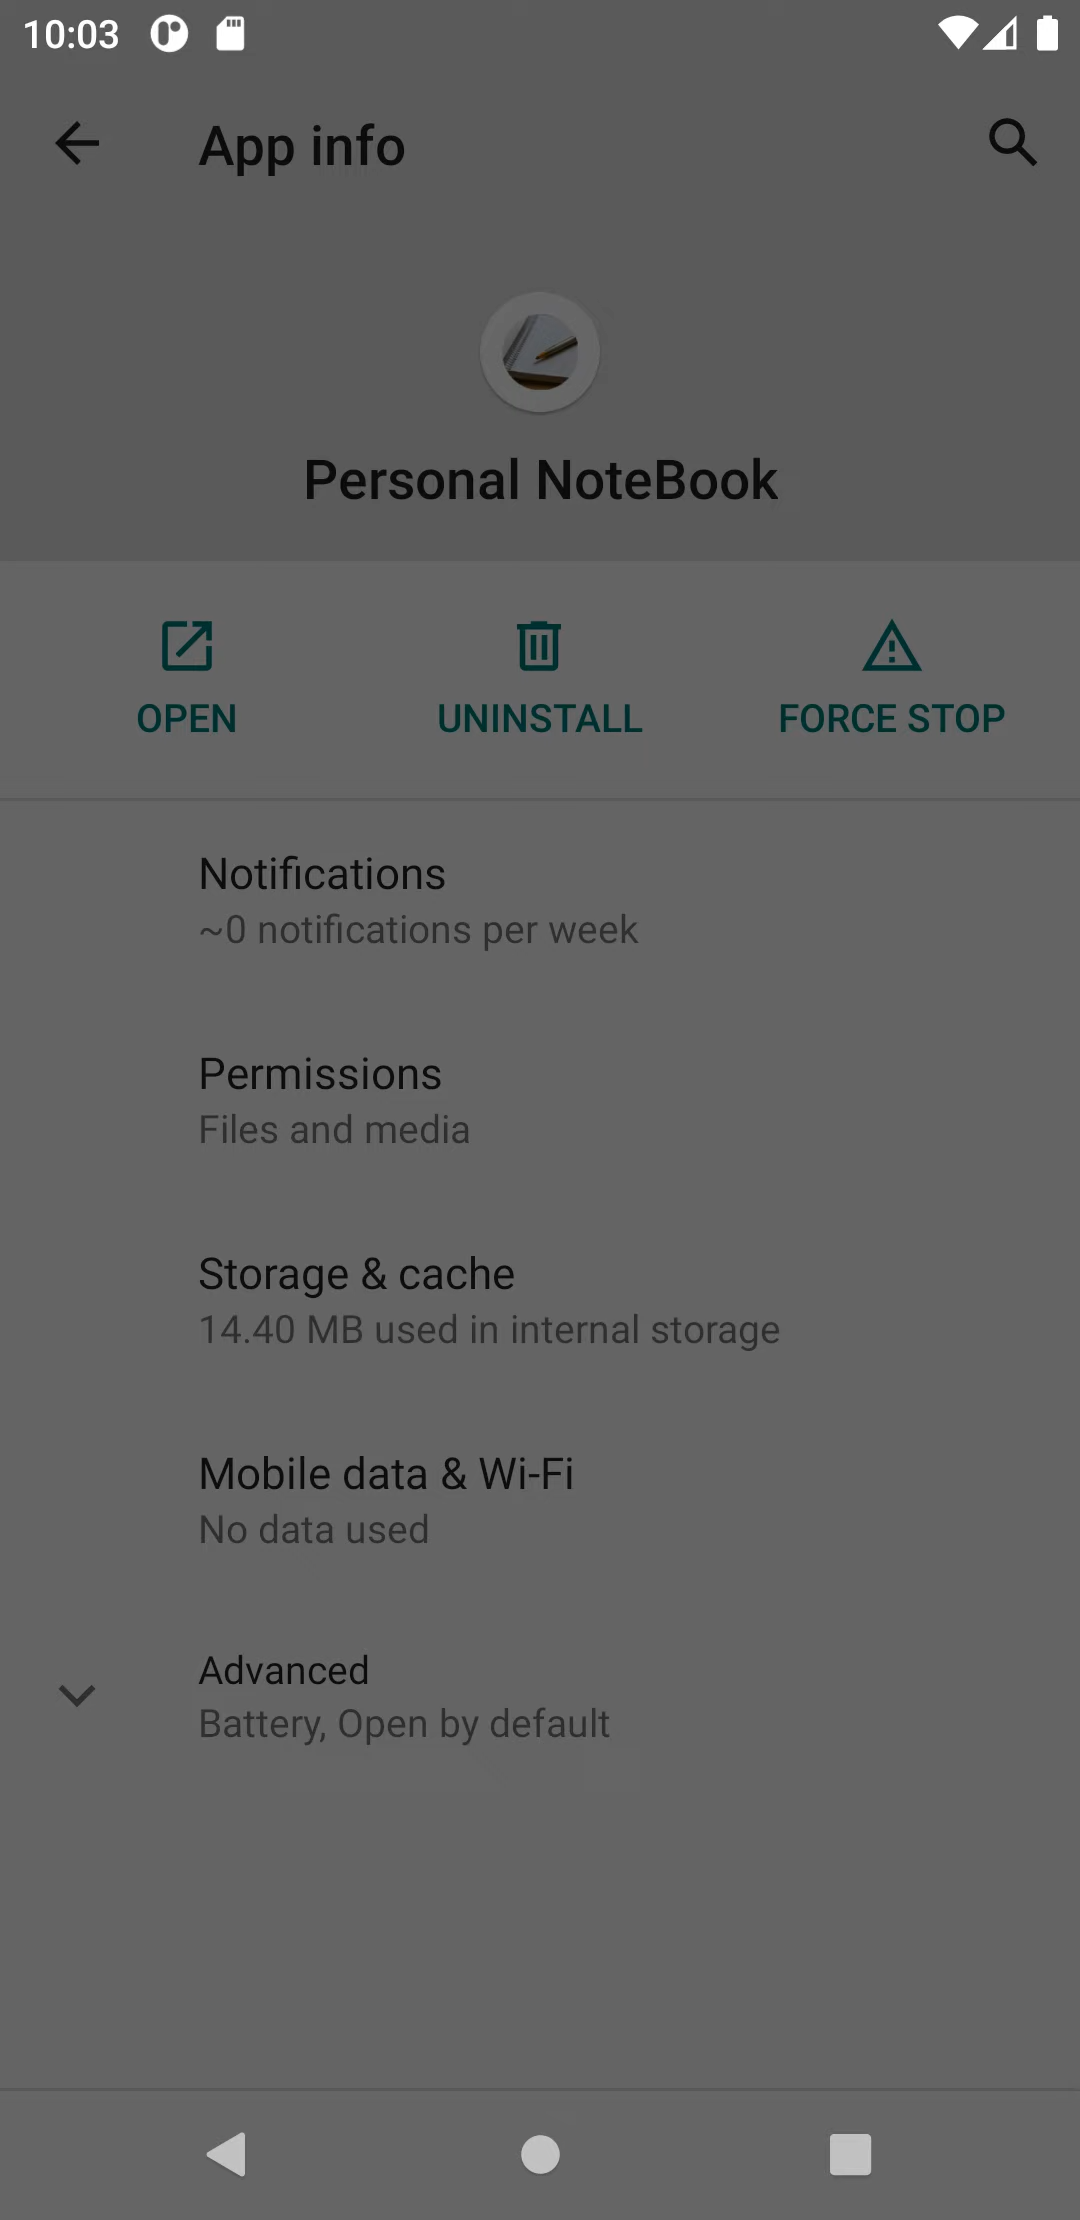 10:03
App info
Personal NoteBook
OPEN
UNINSTALL
FORCE STOP
Notifications
~0 notifications per week
Permissions
Files and media
Storage & cache
14.40 MB used in internal storage
Mobile data & Wi-Fi
No data used
Advanced
Battery, Open by default